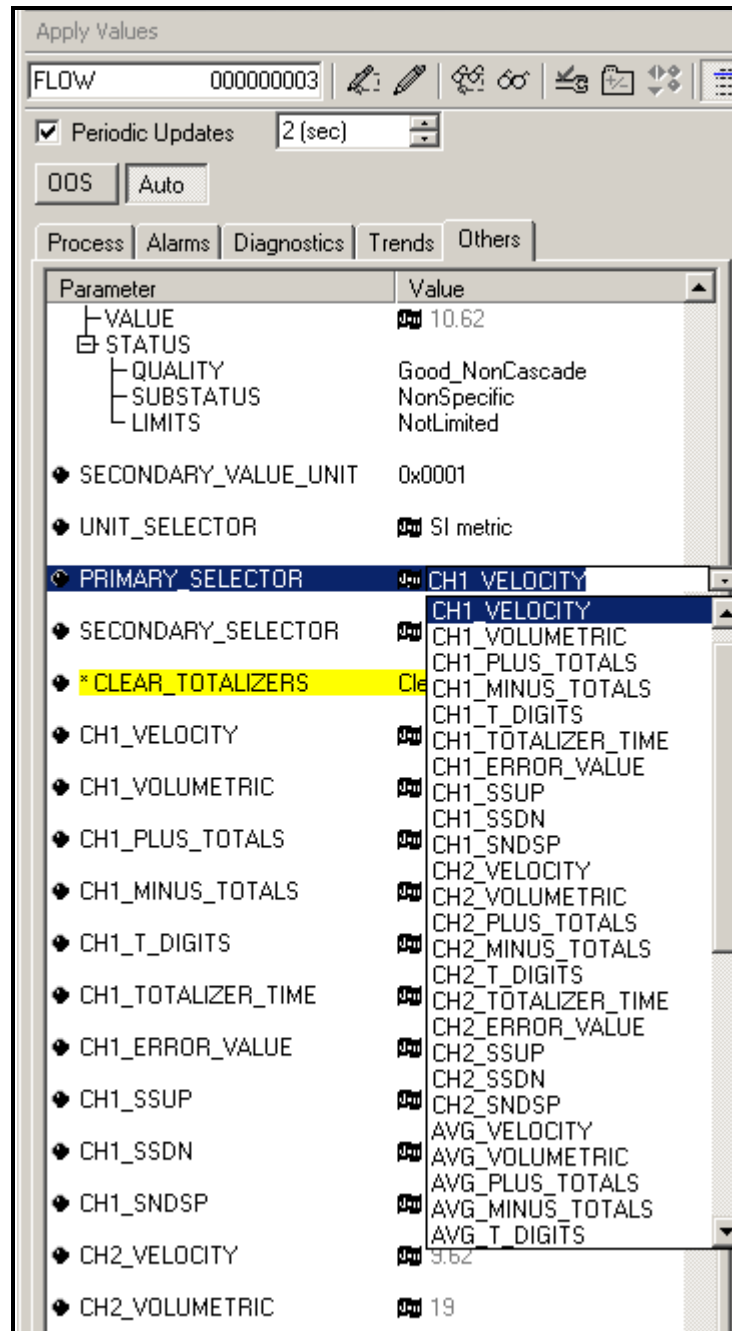 Apply Values
FLOW 000000003
Periodic Updates 2 (sec)
OOS Auto
Process Alarms Diagnostics Trends Others
Parameter Value
VALUE 10.62
STATUS
QUALITY Good_NonCascade
SUBSTATUS NonSpecific
LIMITS NotLimited
SECONDARY_VALUE_UNIT 0x0001
UNIT_SELECTOR SI metric
PRIMARY_SELECTOR CH1_VELOCITY
SECONDARY_SELECTOR
* CLEAR_TOTALIZERS Cle
CH1_VELOCITY
CH1_VOLUMETRIC
CH1_PLUS_TOTALS
CH1_MINUS_TOTALS
CH1_T_DIGITS
CH1_TOTALIZER_TIME
CH1_ERROR_VALUE
CH1_SSUP
CH1_SSDN
CH1_SNDSP
CH2_VELOCITY 9.62
CH2_VOLUMETRIC 19
CH1_VELOCITY
CH1_VOLUMETRIC
CH1_PLUS_TOTALS
CH1_MINUS_TOTALS
CH1_T_DIGITS
CH1_TOTALIZER_TIME
CH1_ERROR_VALUE
CH1_SSUP
CH1_SSDN
CH1_SNDSP
CH2_VELOCITY
CH2_VOLUMETRIC
CH2_PLUS_TOTALS
CH2_MINUS_TOTALS
CH2_T_DIGITS
CH2_TOTALIZER_TIME
CH2_ERROR_VALUE
CH2_SSUP
CH2_SSDN
CH2_SNDSP
AVG_VELOCITY
AVG_VOLUMETRIC
AVG_PLUS_TOTALS
AVG_MINUS_TOTALS
AVG_T_DIGITS